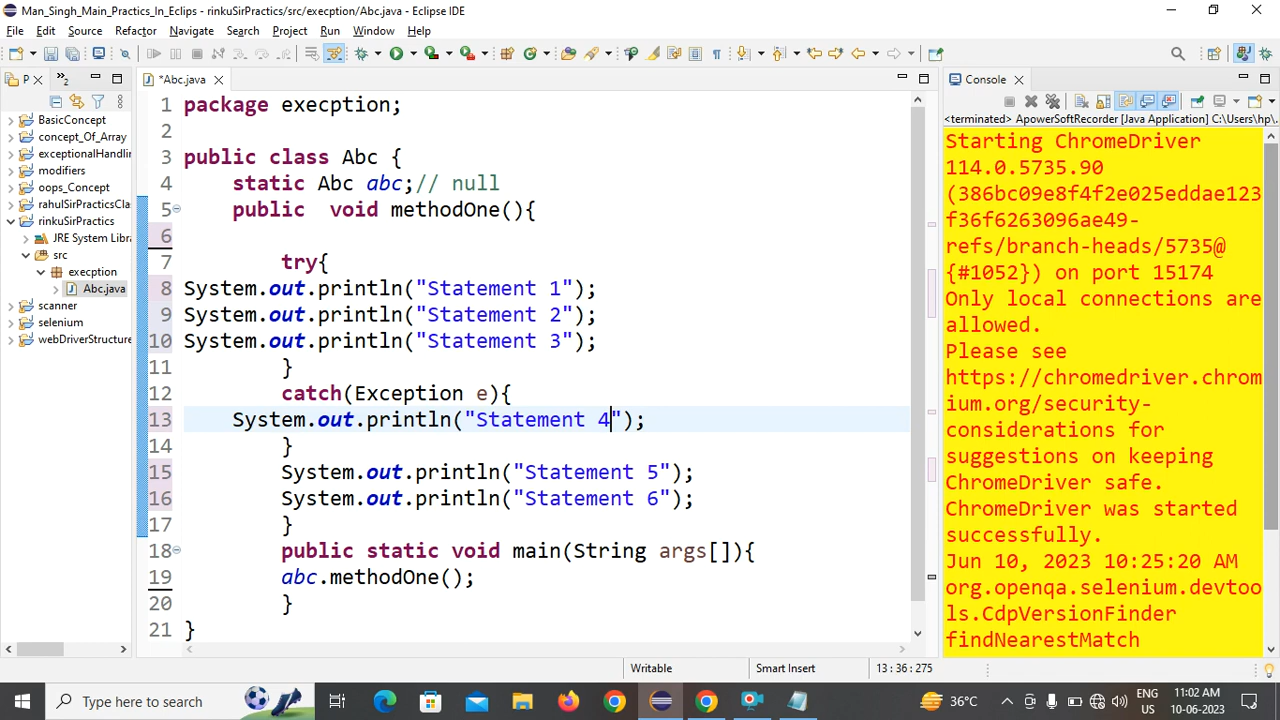 Man_Singh_Main_Practics_In_Eclips - rinkuSirPractics/src/execption/Abc.java - Eclipse IDE
File Edit Source Refactor Navigate Search Project Run Window Help
P
2
*Abc.java
Console
<terminated> ApowerSoftRecorder [Java Application] C:\Users\hp\.
BasicConcept
concept_Of_Array
exceptionalHandlin
modifiers
oops_Concept
rahulSirPracticsClas
rinkuSirPractics
JRE System Libra
src
execption
Abc.java
scanner
selenium
webDriverStructure
1 package execption;
2
3 public class Abc {
4 static Abc abc;// null
5 public  void methodOne(){
6
7 try{
8 System.out.println("Statement 1");
9 System.out.println("Statement 2");
10 System.out.println("Statement 3");
11 }
12 catch(Exception e){
13 System.out.println("Statement 4");
14 }
15 System.out.println("Statement 5");
16 System.out.println("Statement 6");
17 }
18 public static void main(String args[]){
19 abc.methodOne();
20 }
21 }
Starting ChromeDriver
114.0.5735.90
(386bc09e8f4f2e025eddae123
f36f6263096ae49-
refs/branch-heads/5735@
{#1052}) on port 15174
Only local connections are
allowed.
Please see
https://chromedriver.chrom
ium.org/security-
considerations for
suggestions on keeping
ChromeDriver safe.
ChromeDriver was started
successfully.
Jun 10, 2023 10:25:20 AM
org.openqa.selenium.devtoo
ls.CdpVersionFinder
findNearestMatch
Writable Smart Insert 13 : 36 : 275
Type here to search
36°C
ENG
US
11:02 AM
10-06-2023